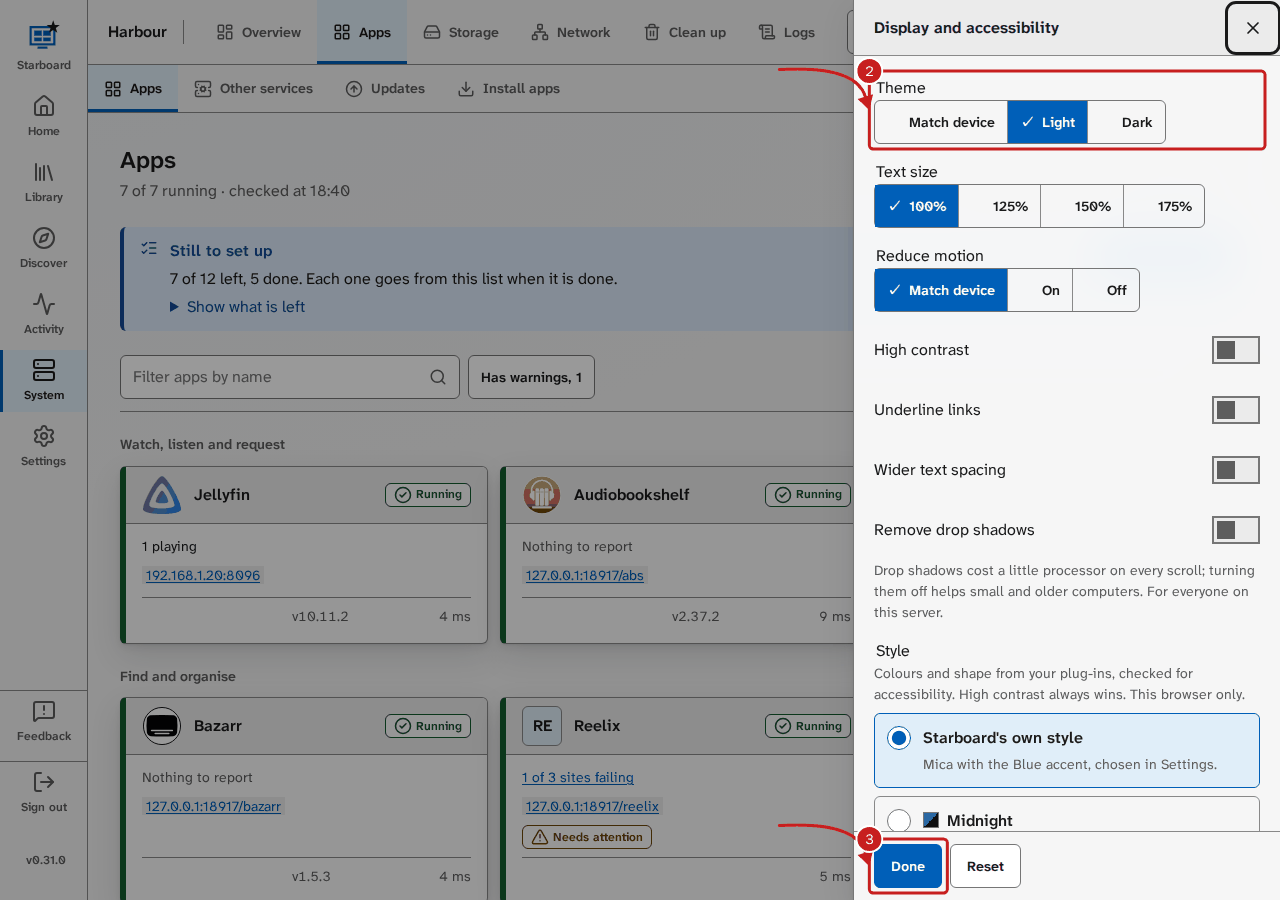 Starboard
Home
Library
Discover
Activity
System
Settings
Feedback
Sign out
v0.31.0
Harbour
Overview
Apps
Storage
Network
Clean up
Logs
Apps
Other services
Updates
Install apps
Apps
7 of 7 running · checked at 18:40
Still to set up
7 of 12 left, 5 done. Each one goes from this list when it is done.
Show what is left
Filter apps by name
Has warnings, 1
Watch, listen and request
Jellyfin
Running
1 playing
192.168.1.20:8096
v10.11.2
4 ms
Audiobookshelf
Running
Nothing to report
127.0.0.1:18917/abs
v2.37.2
9 ms
Find and organise
Bazarr
Running
Nothing to report
127.0.0.1:18917/bazarr
v1.5.3
4 ms
RE
Reelix
Running
1 of 3 sites failing
127.0.0.1:18917/reelix
Needs attention
5 ms
Display and accessibility
2
Theme
Match device
✓ Light
Dark
Text size
✓ 100%
125%
150%
175%
Reduce motion
✓ Match device
On
Off
High contrast
Underline links
Wider text spacing
Remove drop shadows
Drop shadows cost a little processor on every scroll; turning
them off helps small and older computers. For everyone on
this server.
Style
Colours and shape from your plug-ins, checked for
accessibility. High contrast always wins. This browser only.
Starboard's own style
Mica with the Blue accent, chosen in Settings.
Midnight
3
Done
Reset